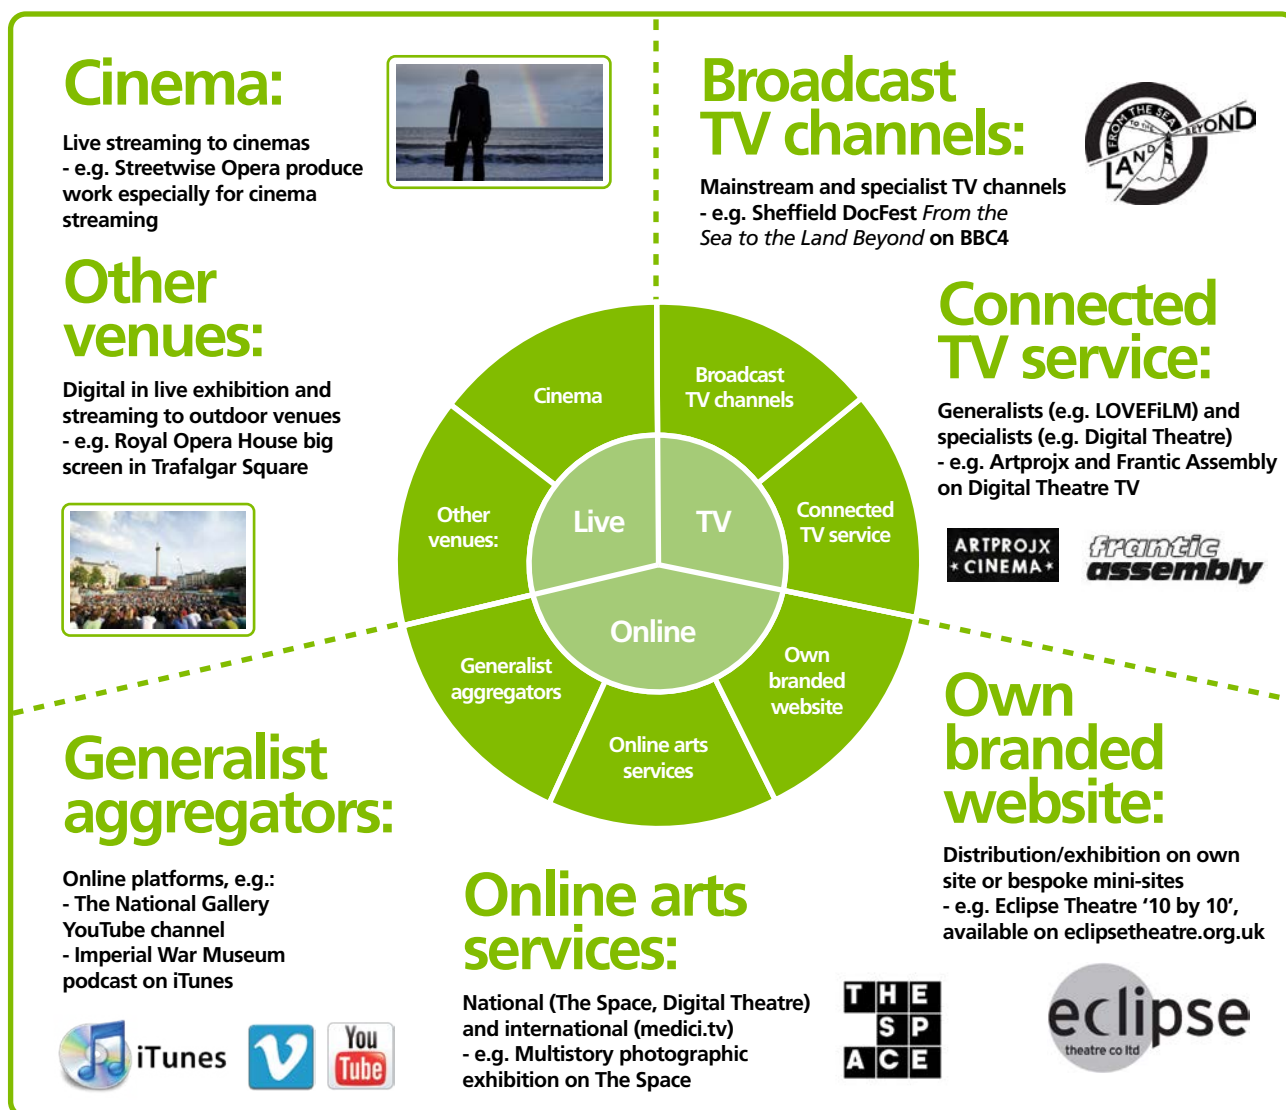 Cinema:
Live streaming to cinemas
- e.g. Streetwise Opera produce
work especially for cinema
streaming
Other
venues:
Digital in live exhibition and
streaming to outdoor venues
- e.g. Royal Opera House big
screen in Trafalgar Square
Broadcast
TV channels:
Mainstream and specialist TV channels
- e.g. Sheffield DocFest From the
Sea to the Land Beyond on BBC4
FROM THE SEA
TO THE
LAND
BEYOND
Connected
TV service:
Generalists (e.g. LOVEFiLM) and
specialists (e.g. Digital Theatre)
- e.g. Artprojx and Frantic Assembly
on Digital Theatre TV
ARTPROJX
★CINEMA★
frantic
assembly
Cinema
Broadcast
TV channels
Other
venues:
Live
TV
Connected
TV service
Online
Generalist
aggregators
Online arts
services
Own
branded
website
Generalist
aggregators:
Online platforms, e.g.:
- The National Gallery
YouTube channel
- Imperial War Museum
podcast on iTunes
iTunes
V
You
Tube
Online arts
services:
National (The Space, Digital Theatre)
and international (medici.tv)
- e.g. Multistory photographic
exhibition on The Space
THE
SP
ACE
Own
branded
website:
Distribution/exhibition on own
site or bespoke mini-sites
- e.g. Eclipse Theatre ‘10 by 10’,
available on eclipsetheatre.org.uk
eclipse
theatre co ltd